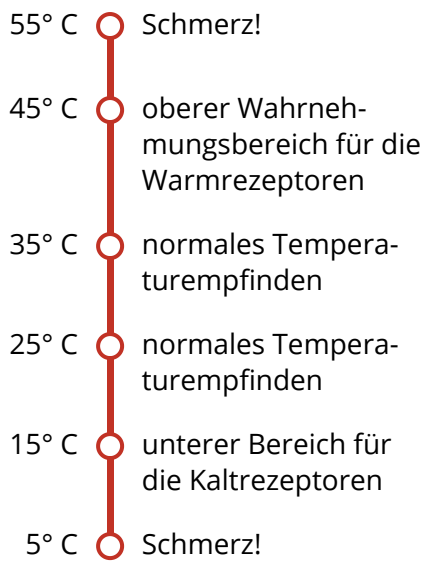 55° C Schmerz!
45° C oberer Wahrneh-
mungsbereich für die
Warmrezeptoren
35° C normales Tempera-
turempfinden
25° C normales Tempera-
turempfinden
15° C unterer Bereich für
die Kaltrezeptoren
5° C Schmerz!